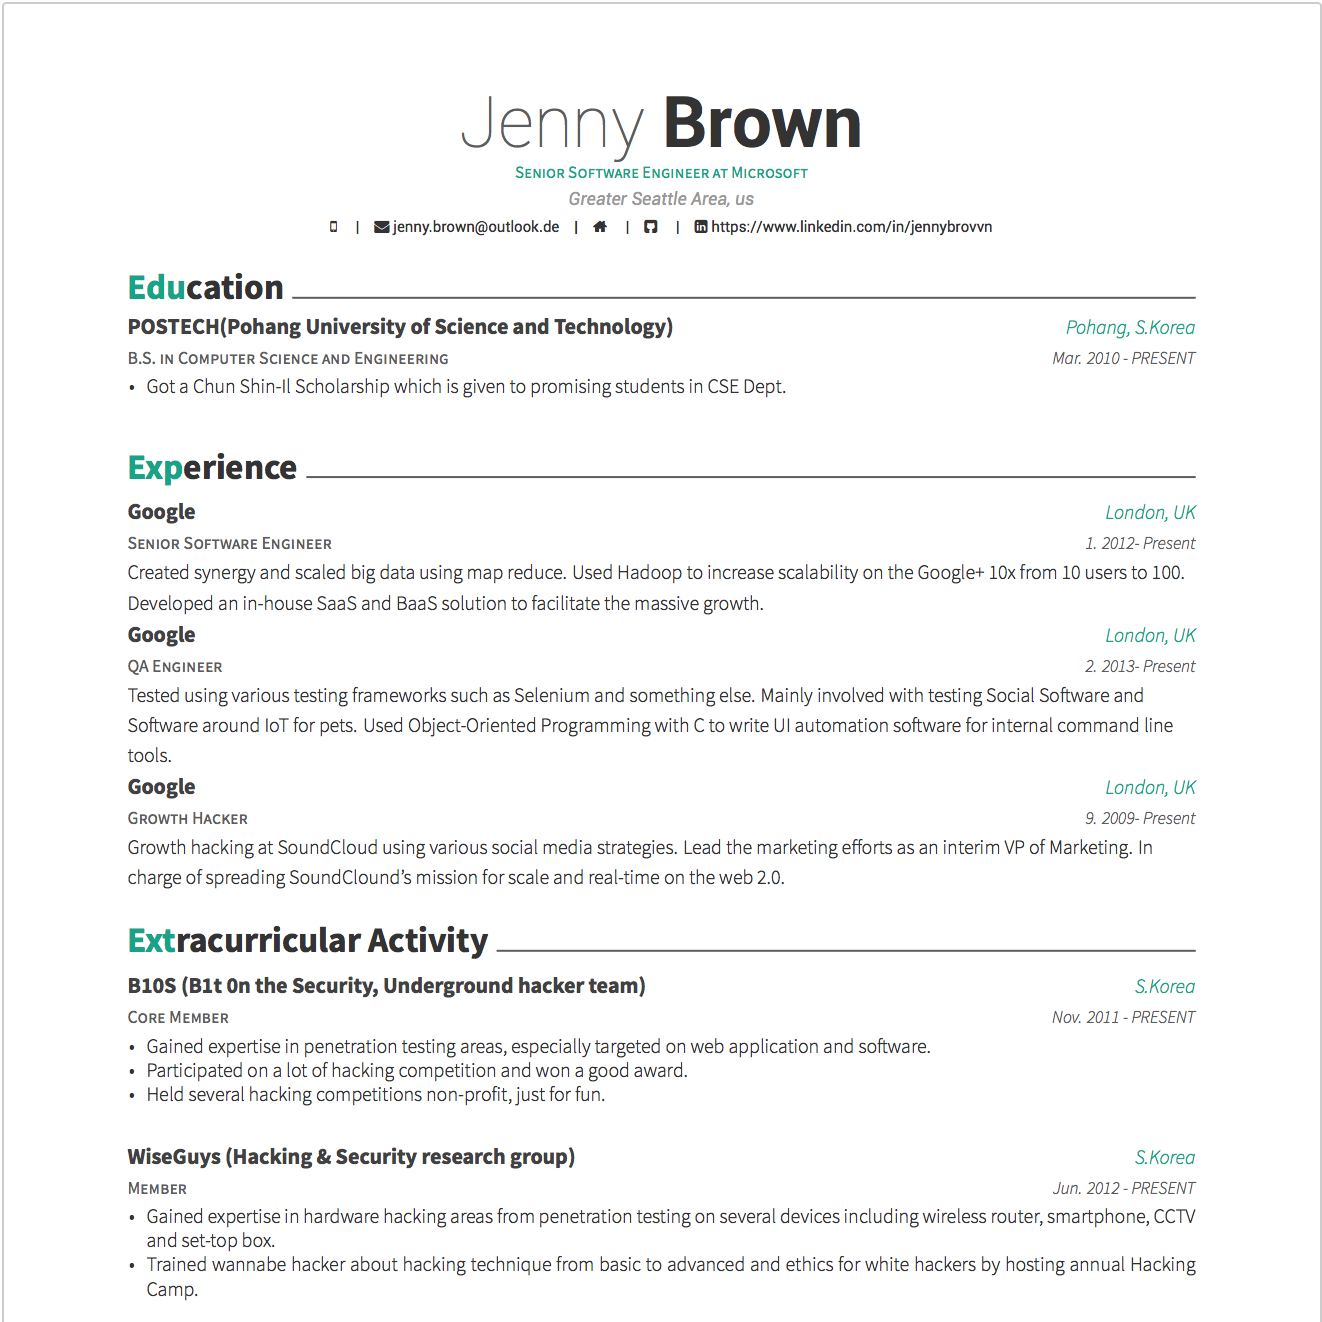 Jenny Brown
Senior Software Engineer at Microsoft
Greater Seattle Area, us
| jenny.brown@outlook.de | | | https://www.linkedin.com/in/jennybrovvn
Education
POSTECH(Pohang University of Science and Technology) Pohang, S.Korea
B.S. in Computer Science and Engineering Mar. 2010 - PRESENT
• Got a Chun Shin-Il Scholarship which is given to promising students in CSE Dept.
Experience
Google London, UK
Senior Software Engineer 1. 2012- Present
Created synergy and scaled big data using map reduce. Used Hadoop to increase scalability on the Google+ 10x from 10 users to 100.
Developed an in-house SaaS and BaaS solution to facilitate the massive growth.
Google London, UK
QA Engineer 2. 2013- Present
Tested using various testing frameworks such as Selenium and something else. Mainly involved with testing Social Software and
Software around IoT for pets. Used Object-Oriented Programming with C to write UI automation software for internal command line
tools.
Google London, UK
Growth Hacker 9. 2009- Present
Growth hacking at SoundCloud using various social media strategies. Lead the marketing efforts as an interim VP of Marketing. In
charge of spreading SoundClound's mission for scale and real-time on the web 2.0.
Extracurricular Activity
B10S (B1t 0n the Security, Underground hacker team) S.Korea
Core Member Nov. 2011 - PRESENT
• Gained expertise in penetration testing areas, especially targeted on web application and software.
• Participated on a lot of hacking competition and won a good award.
• Held several hacking competitions non-profit, just for fun.
WiseGuys (Hacking & Security research group) S.Korea
Member Jun. 2012 - PRESENT
• Gained expertise in hardware hacking areas from penetration testing on several devices including wireless router, smartphone, CCTV
and set-top box.
• Trained wannabe hacker about hacking technique from basic to advanced and ethics for white hackers by hosting annual Hacking
Camp.